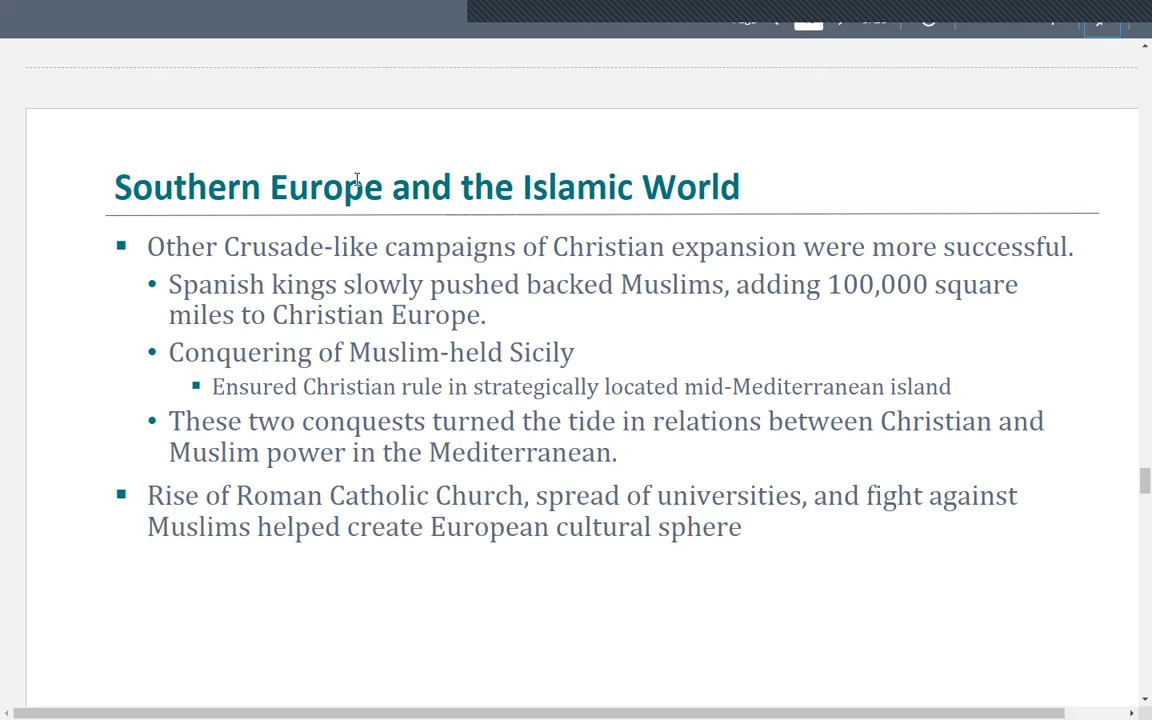 Southern Europe and the Islamic World
Other Crusade-like campaigns of Christian expansion were more successful.
Spanish kings slowly pushed backed Muslims, adding 100,000 square
miles to Christian Europe.
Conquering of Muslim-held Sicily
Ensured Christian rule in strategically located mid-Mediterranean island
These two conquests turned the tide in relations between Christian and
Muslim power in the Mediterranean.
Rise of Roman Catholic Church, spread of universities, and fight against
Muslims helped create European cultural sphere